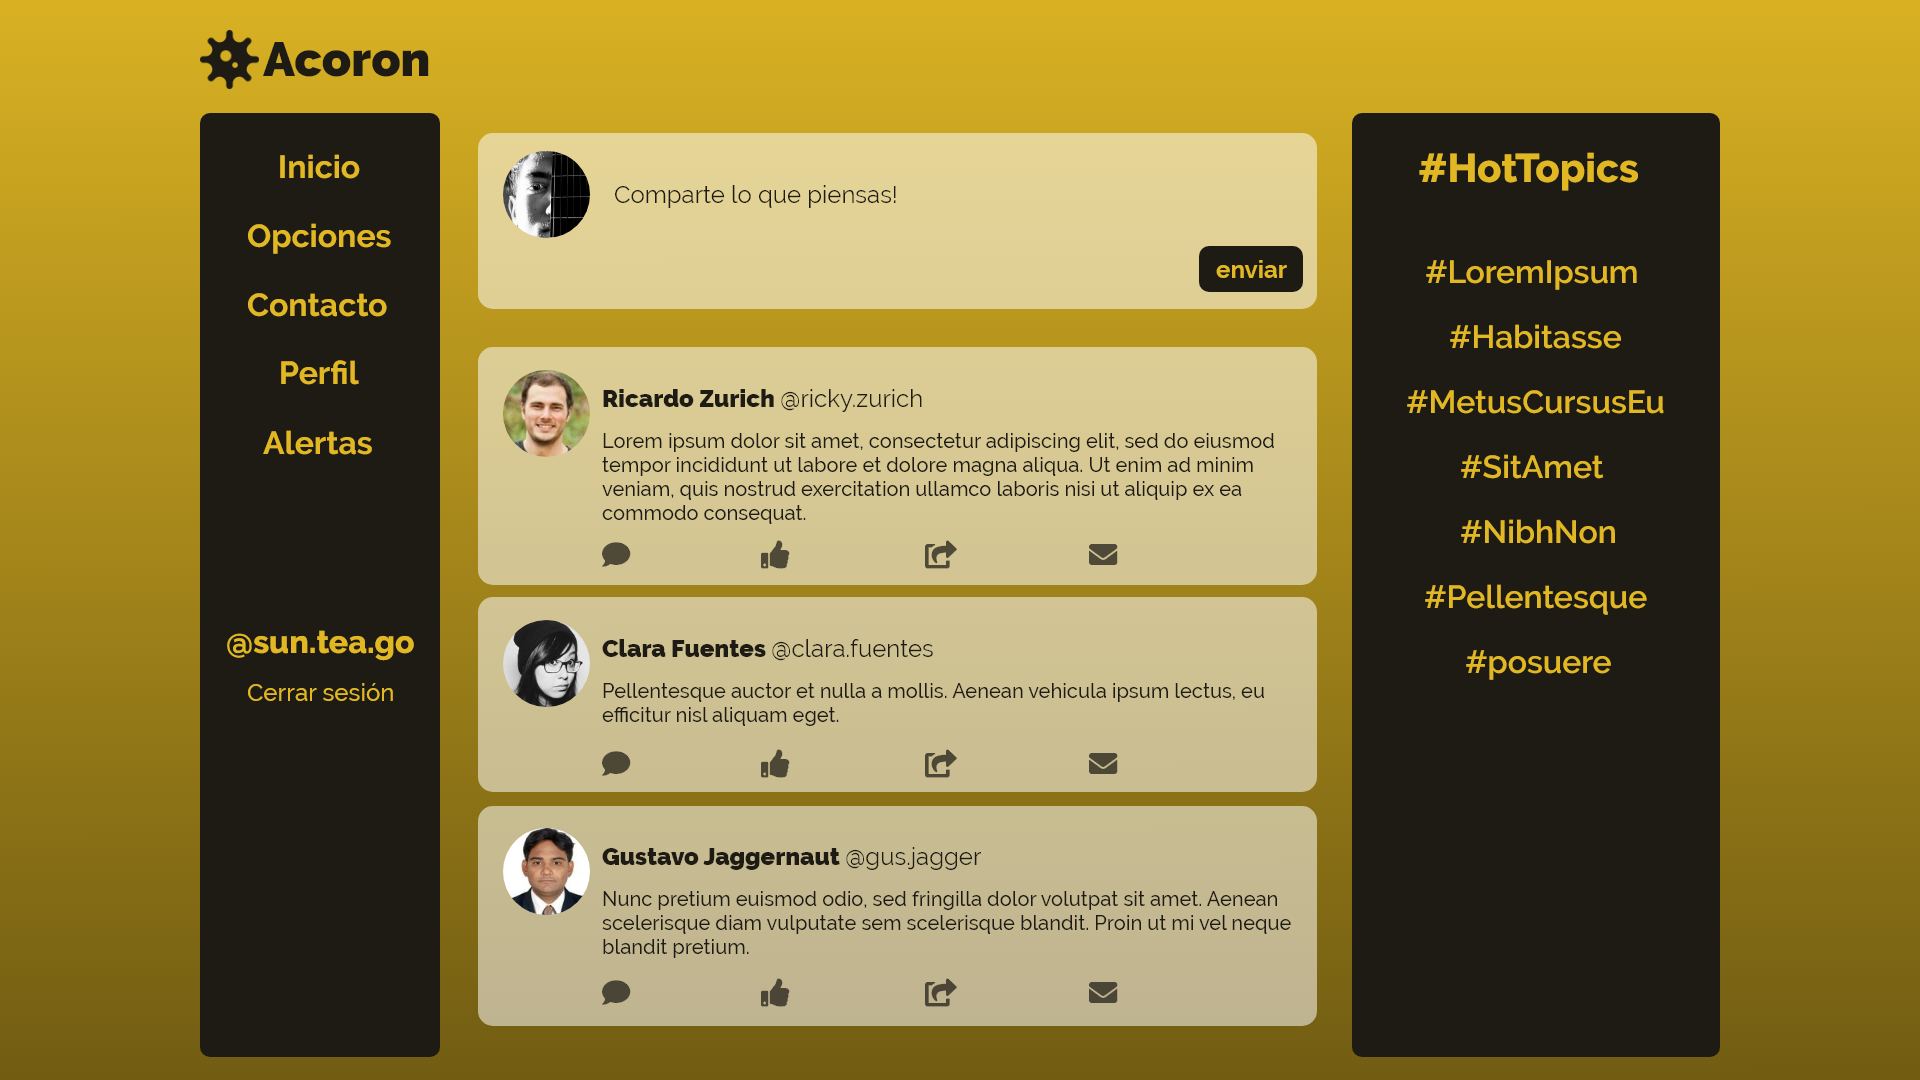 Acoron
Inicio
Opciones
Contacto
Perfil
Alertas
@sun.tea.go
Cerrar sesión
Comparte lo que piensas!
enviar
Ricardo Zurich @ricky.zurich
Lorem ipsum dolor sit amet, consectetur adipiscing elit, sed do eiusmod
tempor incididunt ut labore et dolore magna aliqua. Ut enim ad minim
veniam, quis nostrud exercitation ullamco laboris nisi ut aliquip ex ea
commodo consequat.
Clara Fuentes @clara.fuentes
Pellentesque auctor et nulla a mollis. Aenean vehicula ipsum lectus, eu
efficitur nisl aliquam eget.
Gustavo Jaggernaut @gus.jagger
Nunc pretium euismod odio, sed fringilla dolor volutpat sit amet. Aenean
scelerisque diam vulputate sem scelerisque blandit. Proin ut mi vel neque
blandit pretium.
#HotTopics
#LoremIpsum
#Habitasse
#MetusCursusEu
#SitAmet
#NibhNon
#Pellentesque
#posuere